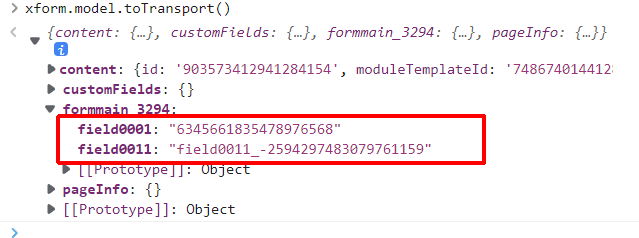 xform.model.toTransport()
{content: {…}, customFields: {…}, formmain_3294: {…}, pageInfo: {…}}
i
content: {id: '903573412941284154', moduleTemplateId: '7486740144128
customFields: {}
formmain_3294:
field0001: "6345661835478976568"
field0011: "field0011_-2594297483079761159"
[[Prototype]]: Object
pageInfo: {}
[[Prototype]]: Object